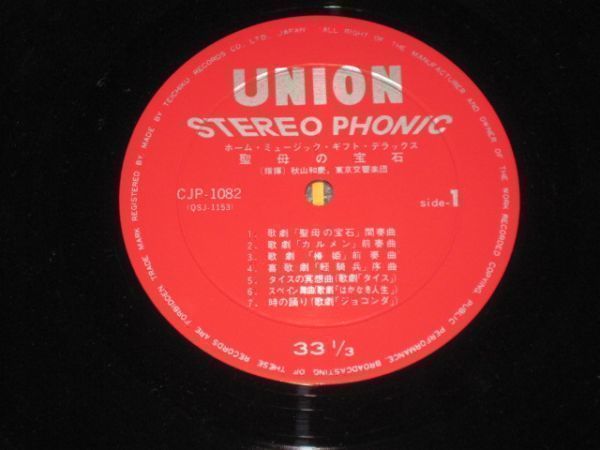 UNION
STEREO PHONIC
ホーム・ミュージック・ギフト・デラックス
聖母の宝石
(指揮) 秋山和慶, 東京交響楽団
CJP-1082
(QSJ-1153)
side-1
1. 歌劇「聖母の宝石」間奏曲
2. 歌劇「カルメン」前奏曲
3. 歌劇「椿姫」前奏曲
4. 喜歌劇「軽騎兵」序曲
5. タイスの冥想曲(歌劇「タイス」)
6. スペイン舞曲(歌劇「はかなき人生」)
7. 時の踊り(歌劇「ジョコンダ」)
33 1/3
MADE BY TEICHIKU RECORDS CO., LTD., JAPAN "ALL RIGHT OF THE MANUFACTURER AND OWNER OF THE WORK RECORDED COPYING, PUBLIC PERFORMANCE, BROADCASTING OF THESE RECORDS ARE FORBIDDEN TRADE MARK REGISTERED BY.